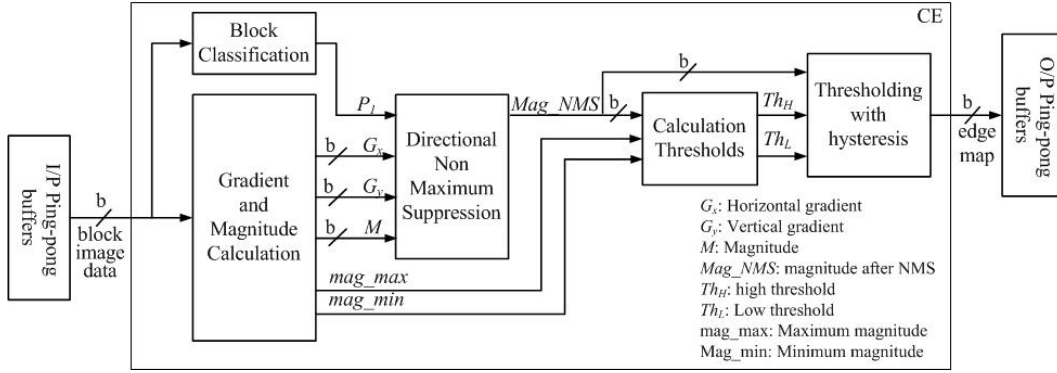 CE
Block
Classification
I/P Ping-pong
buffers
b
block
image
data
Gradient
and
Magnitude
Calculation
P1
b Gx
b Gy
b M
mag_max
mag_min
Directional
Non
Maximum
Suppression
Mag_NMS
b
b
Calculation
Thresholds
ThH
ThL
Thresholding
with
hysteresis
b
edge
map
O/P Ping-pong
buffers
Gx: Horizontal gradient
Gy: Vertical gradient
M: Magnitude
Mag_NMS: magnitude after NMS
ThH: high threshold
ThL: Low threshold
mag_max: Maximum magnitude
Mag_min: Minimum magnitude